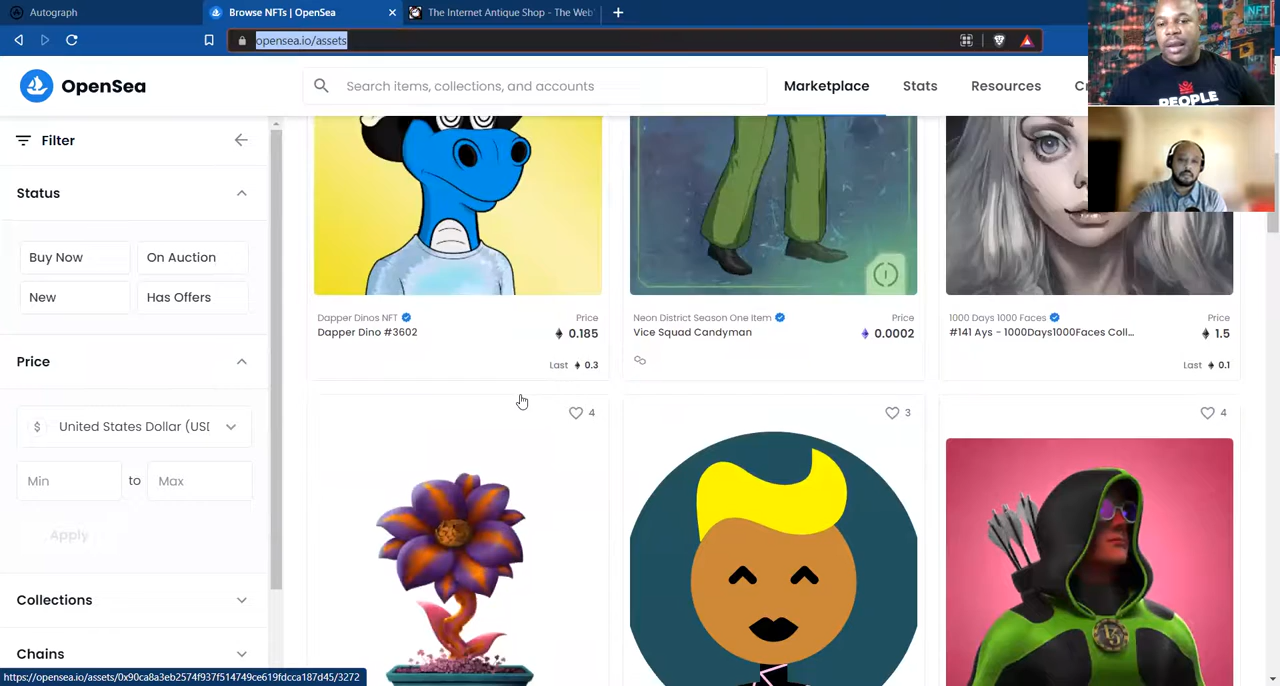 Autograph
Browse NFTs | OpenSea
The Internet Antique Shop - The Web
opensea.io/assets
NFT
PEOPLE
OpenSea
Search items, collections, and accounts
Marketplace
Stats
Resources
Filter
Status
Buy Now
On Auction
New
Has Offers
Price
$ United States Dollar (US
Min
to
Max
Apply
Collections
Chains
Dapper Dinos NFT
Price
Dapper Dino #3602
0.185
Last 0.3
Neon District Season One Item
Price
Vice Squad Candyman
0.0002
1000 Days 1000 Faces
Price
#141 Ays - 1000Days1000Faces Coll...
1.5
Last 0.1
4
3
4
https://opensea.io/assets/0x90ca8a3eb2574f937f514749ce619fdcca187d45/3272